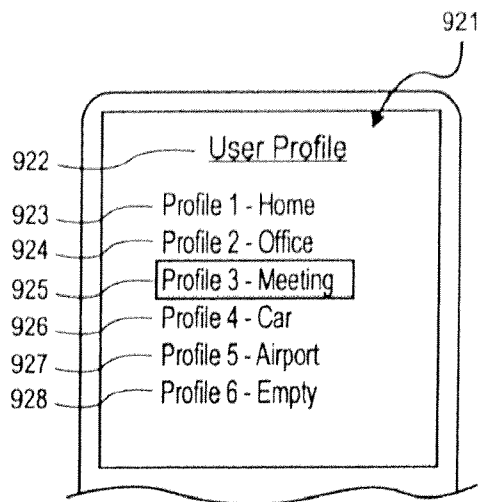 921
922 User Profile
923 Profile 1 - Home
924 Profile 2 - Office
925 Profile 3 - Meeting
926 Profile 4 - Car
927 Profile 5 - Airport
928 Profile 6 - Empty